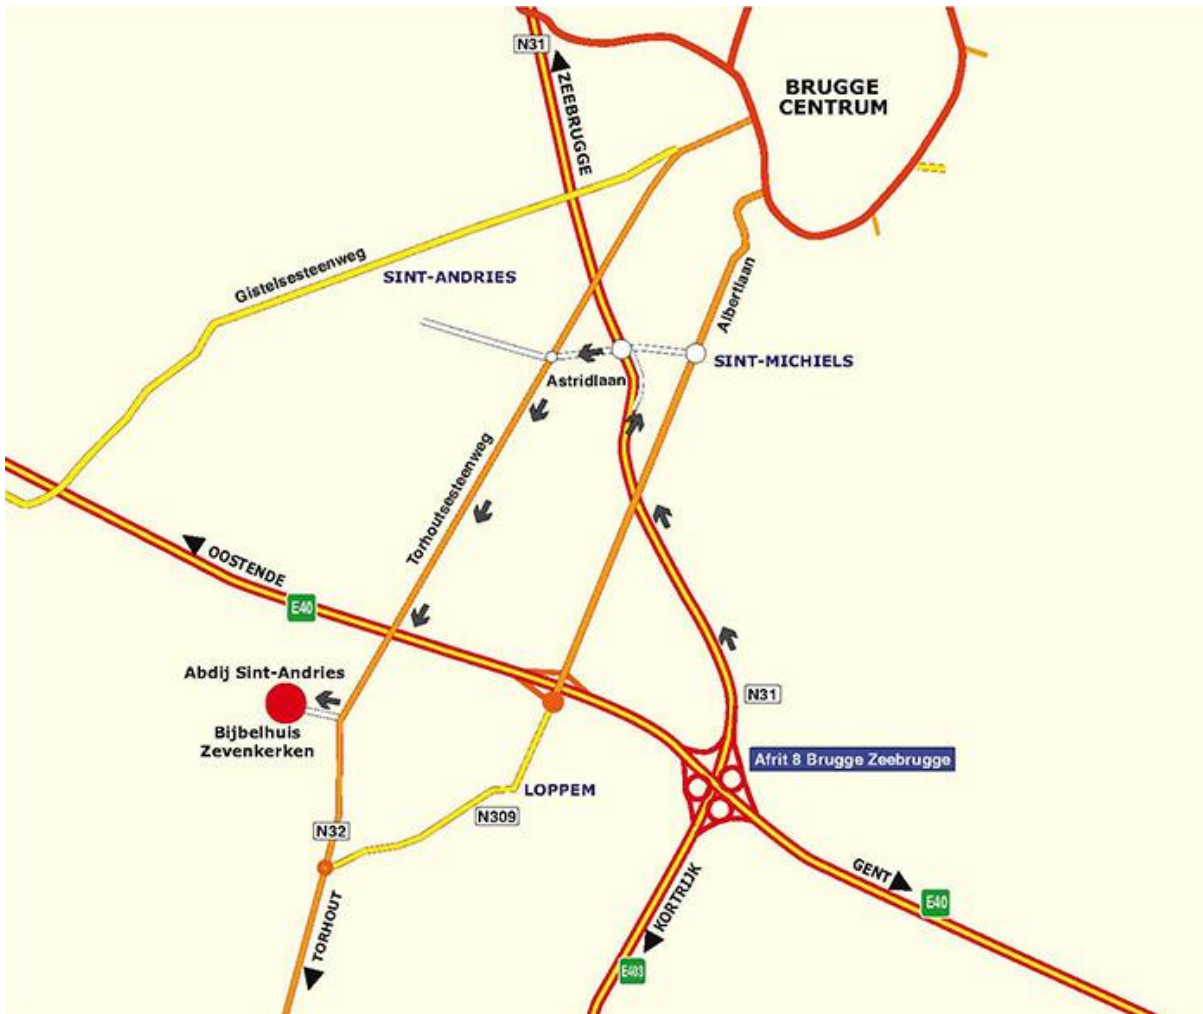 N31
ZEEBRUGGE
BRUGGE
CENTRUM
Gistelsesteenweg
SINT-ANDRIES
Albertlaan
SINT-MICHIELS
Astridlaan
Torhoutsesteenweg
OOSTENDE
E40
Abdij Sint-Andries
Bijbelhuis
Zevenkerken
N31
Afrit 8 Brugge Zeebrugge
LOPPEM
N309
N32
GENT
E40
KORTRIJK
TORHOUT
E403